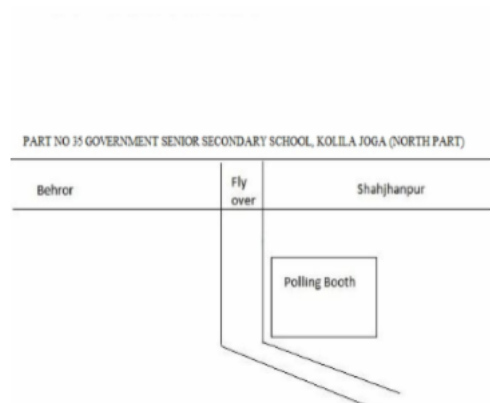 PART NO 35 GOVERNMENT SENIOR SECONDARY SCHOOL, KOLILA JOGA (NORTH PART)
Behror
Fly
over
Shahjhanpur
Polling Booth